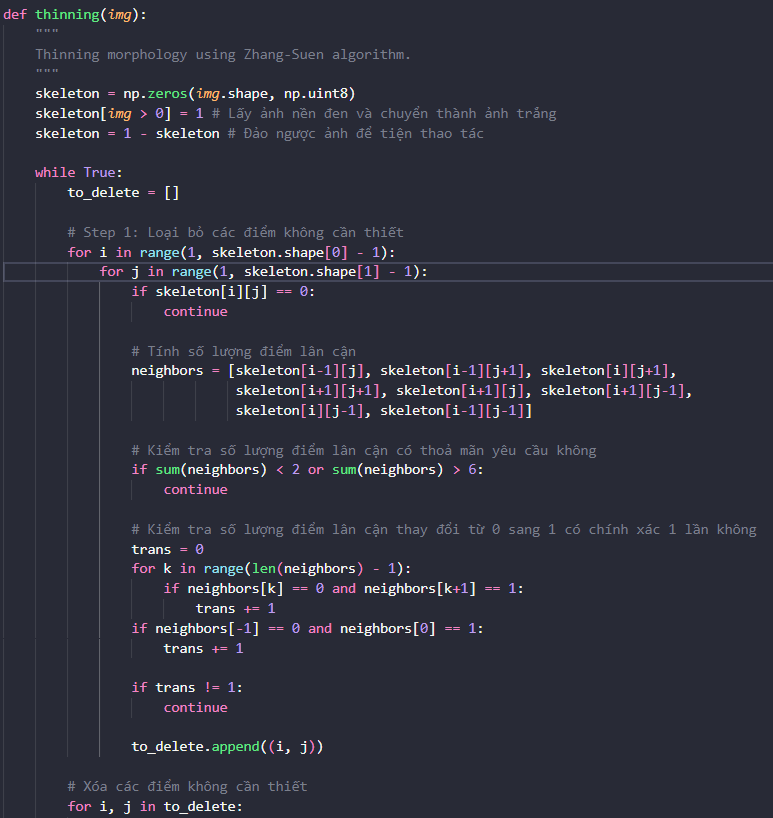 def thinning(img):
    """
    Thinning morphology using Zhang-Suen algorithm.
    """
    skeleton = np.zeros(img.shape, np.uint8)
    skeleton[img > 0] = 1 # Lấy ảnh nền đen và chuyển thành ảnh trắng
    skeleton = 1 - skeleton # Đảo ngược ảnh để tiện thao tác

    while True:
        to_delete = []

        # Step 1: Loại bỏ các điểm không cần thiết
        for i in range(1, skeleton.shape[0] - 1):
            for j in range(1, skeleton.shape[1] - 1):
                if skeleton[i][j] == 0:
                    continue

                # Tính số lượng điểm lân cận
                neighbors = [skeleton[i-1][j], skeleton[i-1][j+1], skeleton[i][j+1],
                             skeleton[i+1][j+1], skeleton[i+1][j], skeleton[i+1][j-1],
                             skeleton[i][j-1], skeleton[i-1][j-1]]

                # Kiểm tra số lượng điểm lân cận có thoả mãn yêu cầu không
                if sum(neighbors) < 2 or sum(neighbors) > 6:
                    continue

                # Kiểm tra số lượng điểm lân cận thay đổi từ 0 sang 1 có chính xác 1 lần không
                trans = 0
                for k in range(len(neighbors) - 1):
                    if neighbors[k] == 0 and neighbors[k+1] == 1:
                        trans += 1
                if neighbors[-1] == 0 and neighbors[0] == 1:
                    trans += 1

                if trans != 1:
                    continue

                to_delete.append((i, j))

        # Xóa các điểm không cần thiết
        for i, j in to_delete: